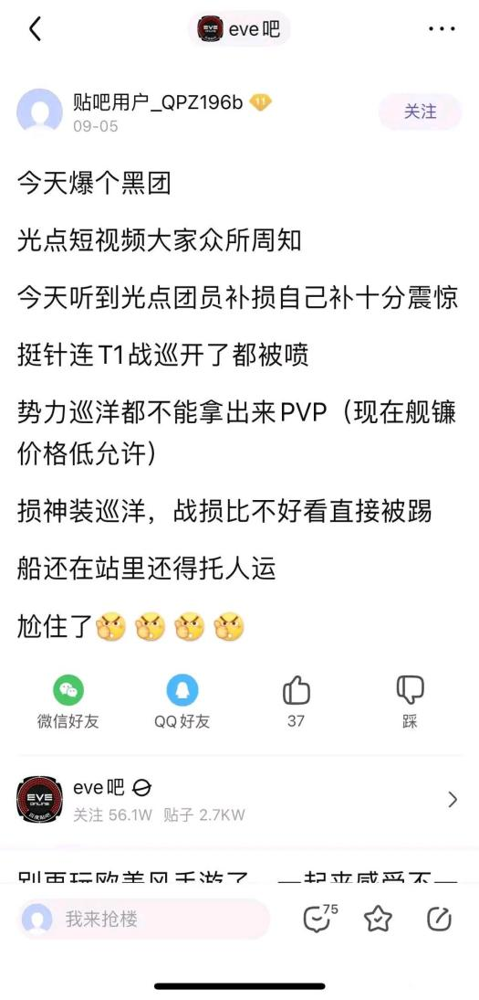 eve吧
贴吧用户_QPZ196b 11
09-05
关注
今天爆个黑团
光点短视频大家众所周知
今天听到光点团员补损自己补十分震惊
挺针连T1战巡开了都被喷
势力巡洋都不能拿出来PVP（现在舰镰
价格低允许）
损神装巡洋，战损比不好看直接被踢
船还在站里还得托人运
尬住了
微信好友
QQ好友
37
踩
EVE
ONLINE
eve吧
关注 56.1W 贴子 2.7KW
别再玩欧美风手游了，一起来感受不一
我来抢楼
75